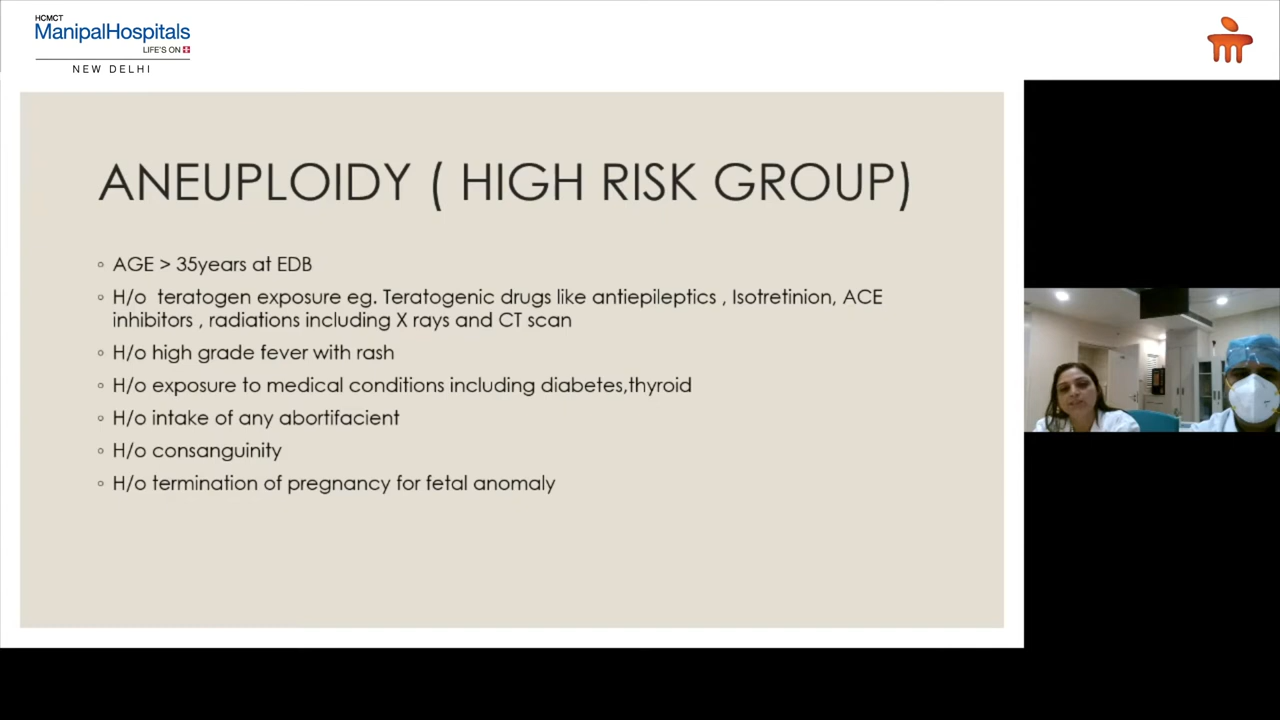 HCMCT
ManipalHospitals
LIFE'S ON
NEW DELHI
ANEUPLOIDY ( HIGH RISK GROUP)
◦ AGE > 35years at EDB
◦ H/o teratogen exposure eg. Teratogenic drugs like antiepileptics , Isotretinion, ACE
inhibitors , radiations including X rays and CT scan
◦ H/o high grade fever with rash
◦ H/o exposure to medical conditions including diabetes,thyroid
◦ H/o intake of any abortifacient
◦ H/o consanguinity
◦ H/o termination of pregnancy for fetal anomaly